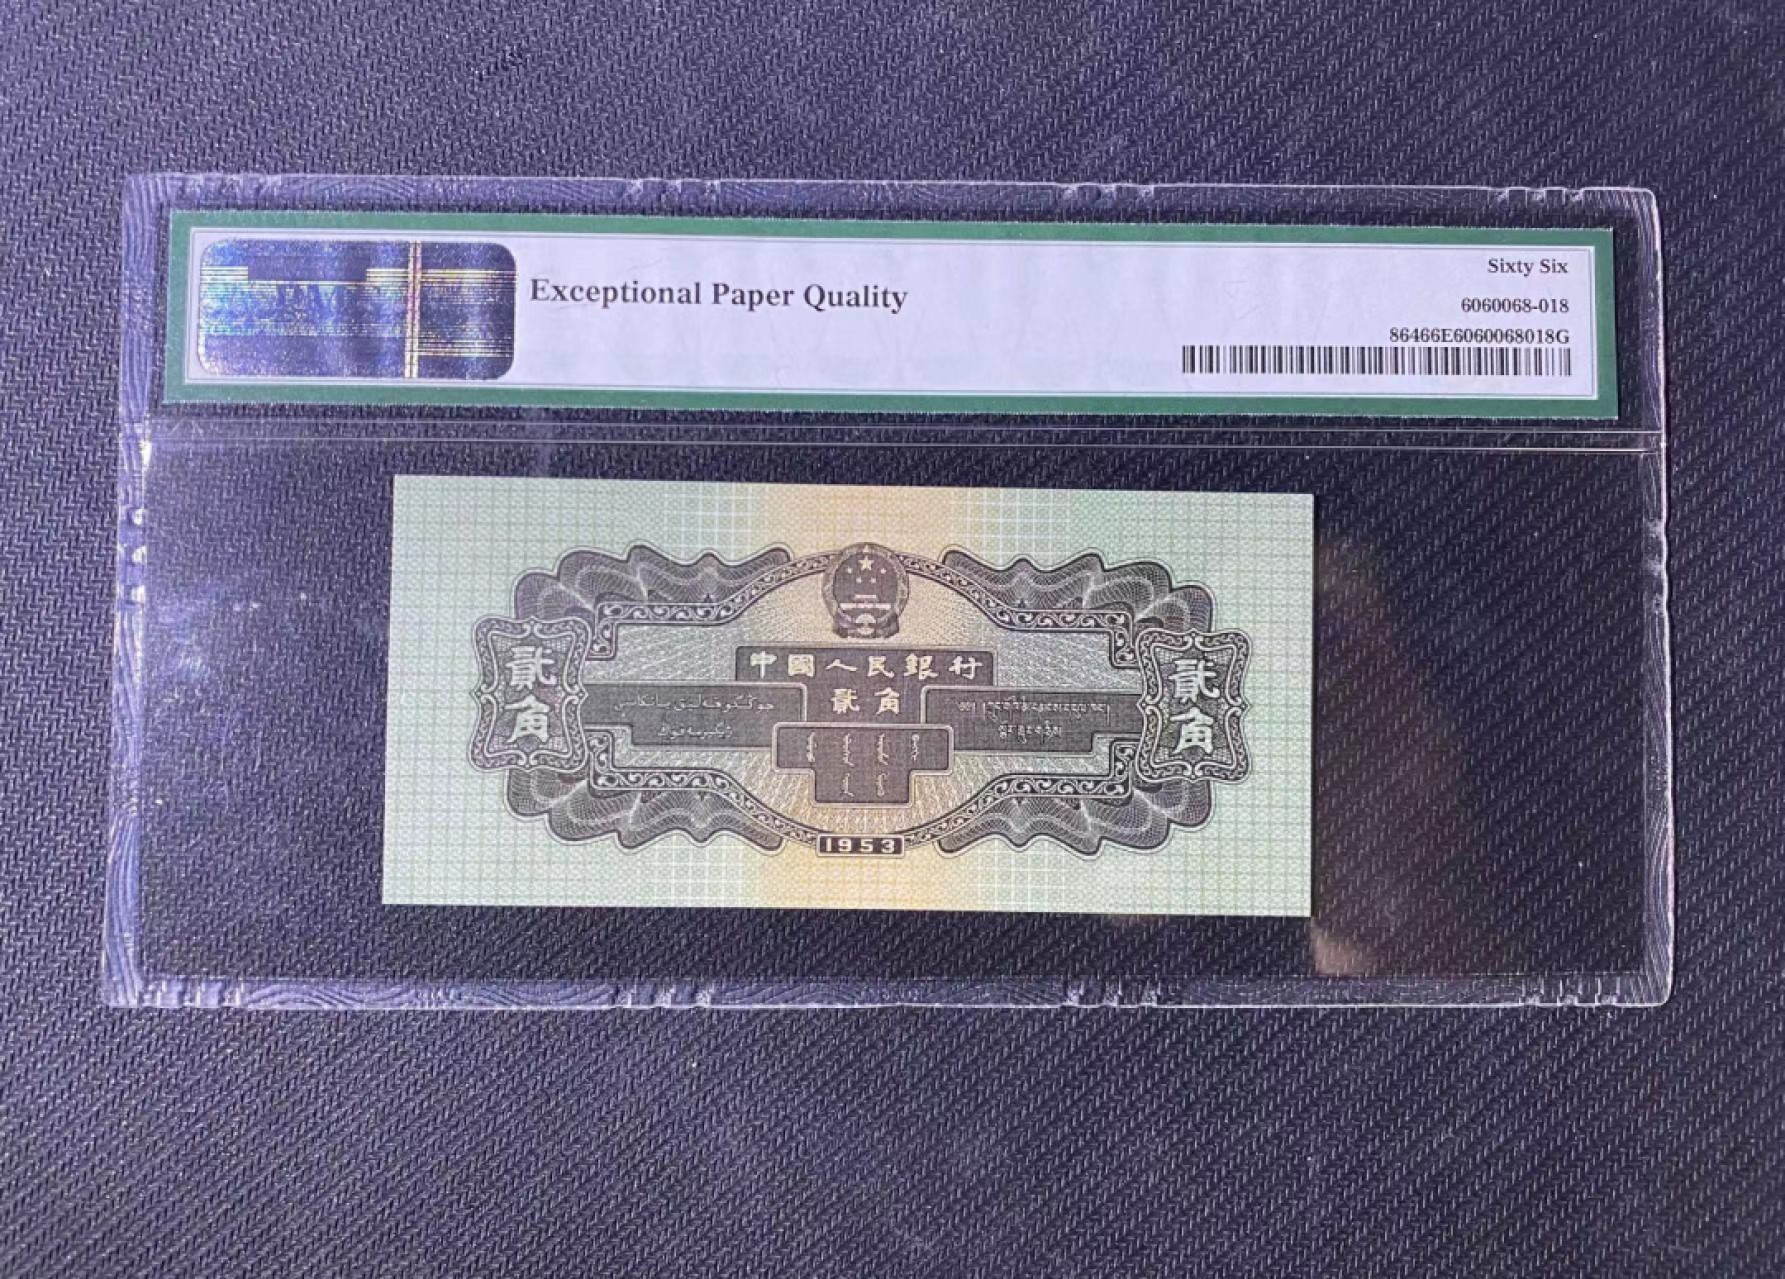 Sixty Six
Exceptional Paper Quality
6060068-018
86466E6060068018G
中國人民銀行
貳角
貳角
貳角
1953